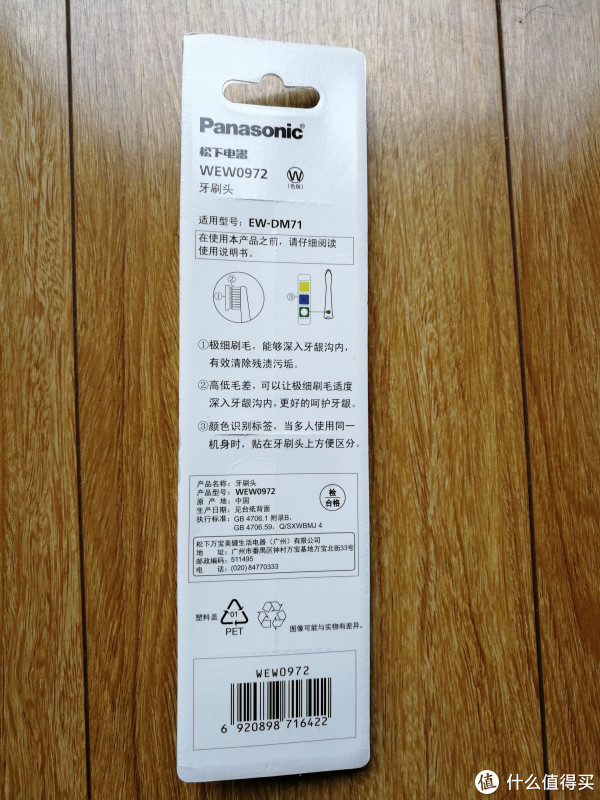 Panasonic®
松下电器
WEW0972
W
牙刷头
(色板)
适用型号： EW-DM71
在使用本产品之前，请仔细阅读
使用说明书。
②
①
③
①极细刷毛，能够深入牙龈沟内，
有效清除残渍污垢。
②高低毛差，可以让极细刷毛适度
深入牙龈沟内，更好的呵护牙龈。
③颜色识别标签，当多人使用同一
机身时，贴在牙刷头上方便区分。
产品名称：牙刷头
产品型号：WEW0972
原 产 地：中国
生产日期：见台纸背面
执行标准：GB 4706.1 附录B，
GB 4706.59，Q/SXWBMJ 4
检
合格
松下万宝美健生活电器（广州）有限公司
地 址：广州市番禺区钟村万宝基地万宝北街33号
邮政编码：511495
电 话：(020)84770333
塑料盖
01
PET
图像可能与实物有差异。
WEW0972
6 920898 716422
值 什么值得买